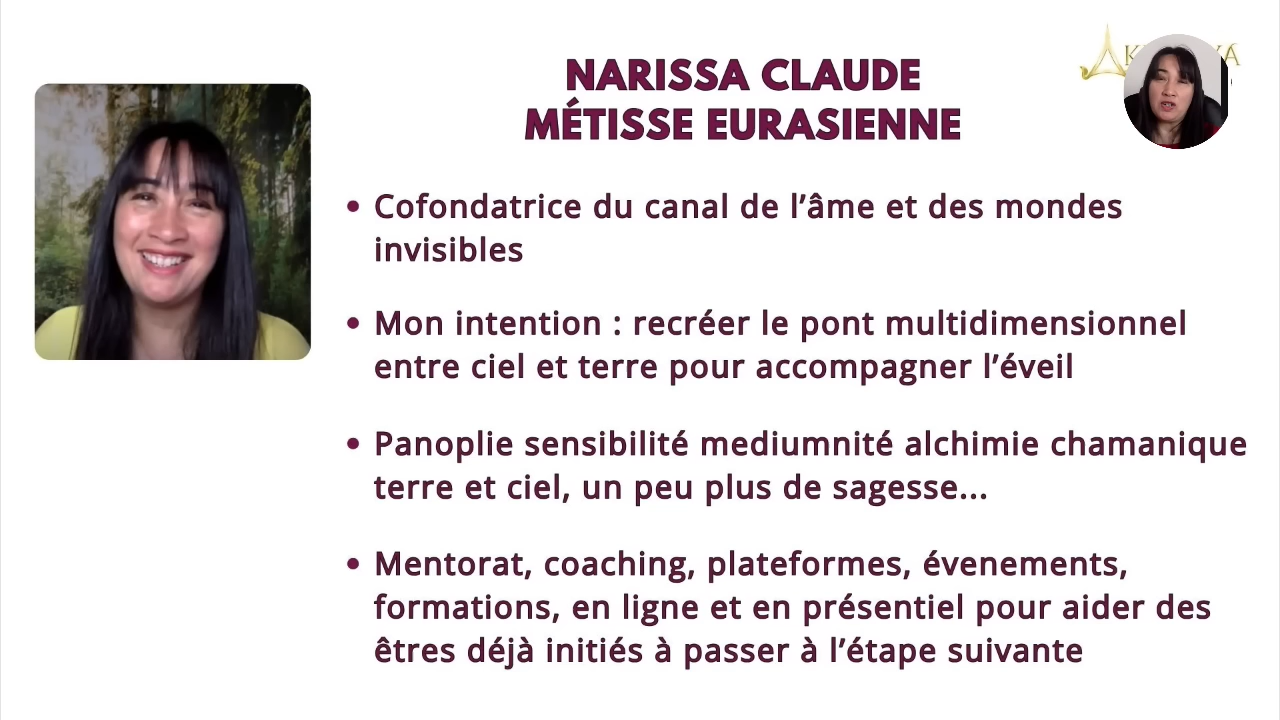 NARISSA CLAUDE
MÉTISSE EURASIENNE
• Cofondatrice du canal de l’âme et des mondes
invisibles
• Mon intention : recréer le pont multidimensionnel
entre ciel et terre pour accompagner l’éveil
• Panoplie sensibilité mediumnité alchimie chamanique
terre et ciel, un peu plus de sagesse...
• Mentorat, coaching, plateformes, évenements,
formations, en ligne et en présentiel pour aider des
êtres déjà initiés à passer à l’étape suivante